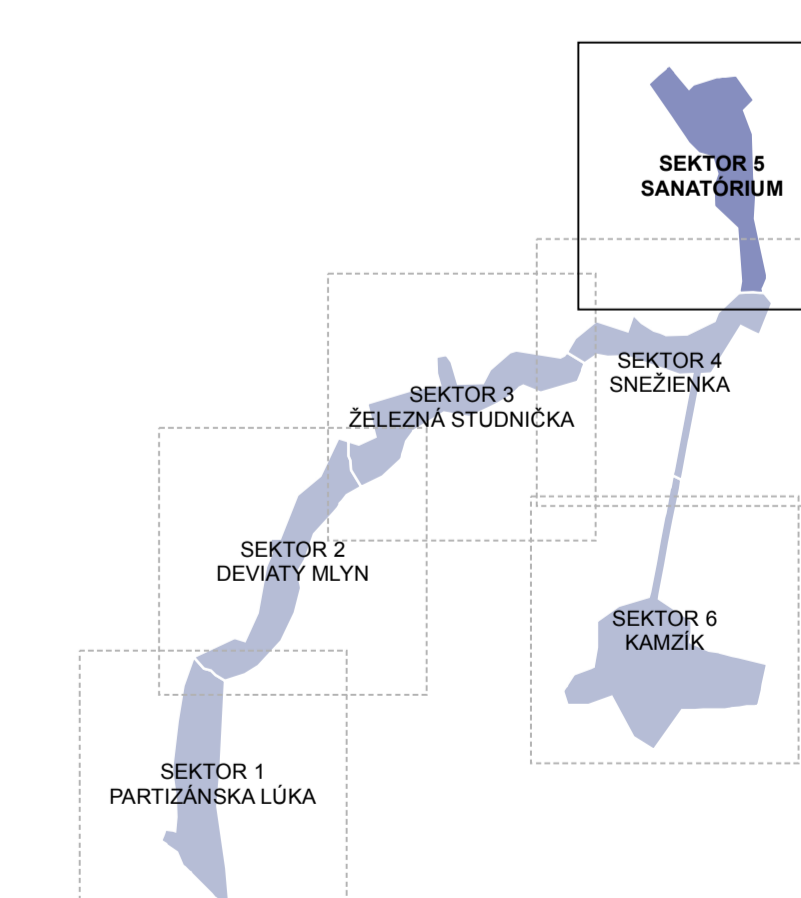 SEKTOR 5
SANATÓRIUM
SEKTOR 4
SNEŽIENKA
SEKTOR 3
ŽELEZNÁ STUDNIČKA
SEKTOR 2
DEVIATY MLYN
SEKTOR 6
KAMZÍK
SEKTOR 1
PARTIZÁNSKA LÚKA